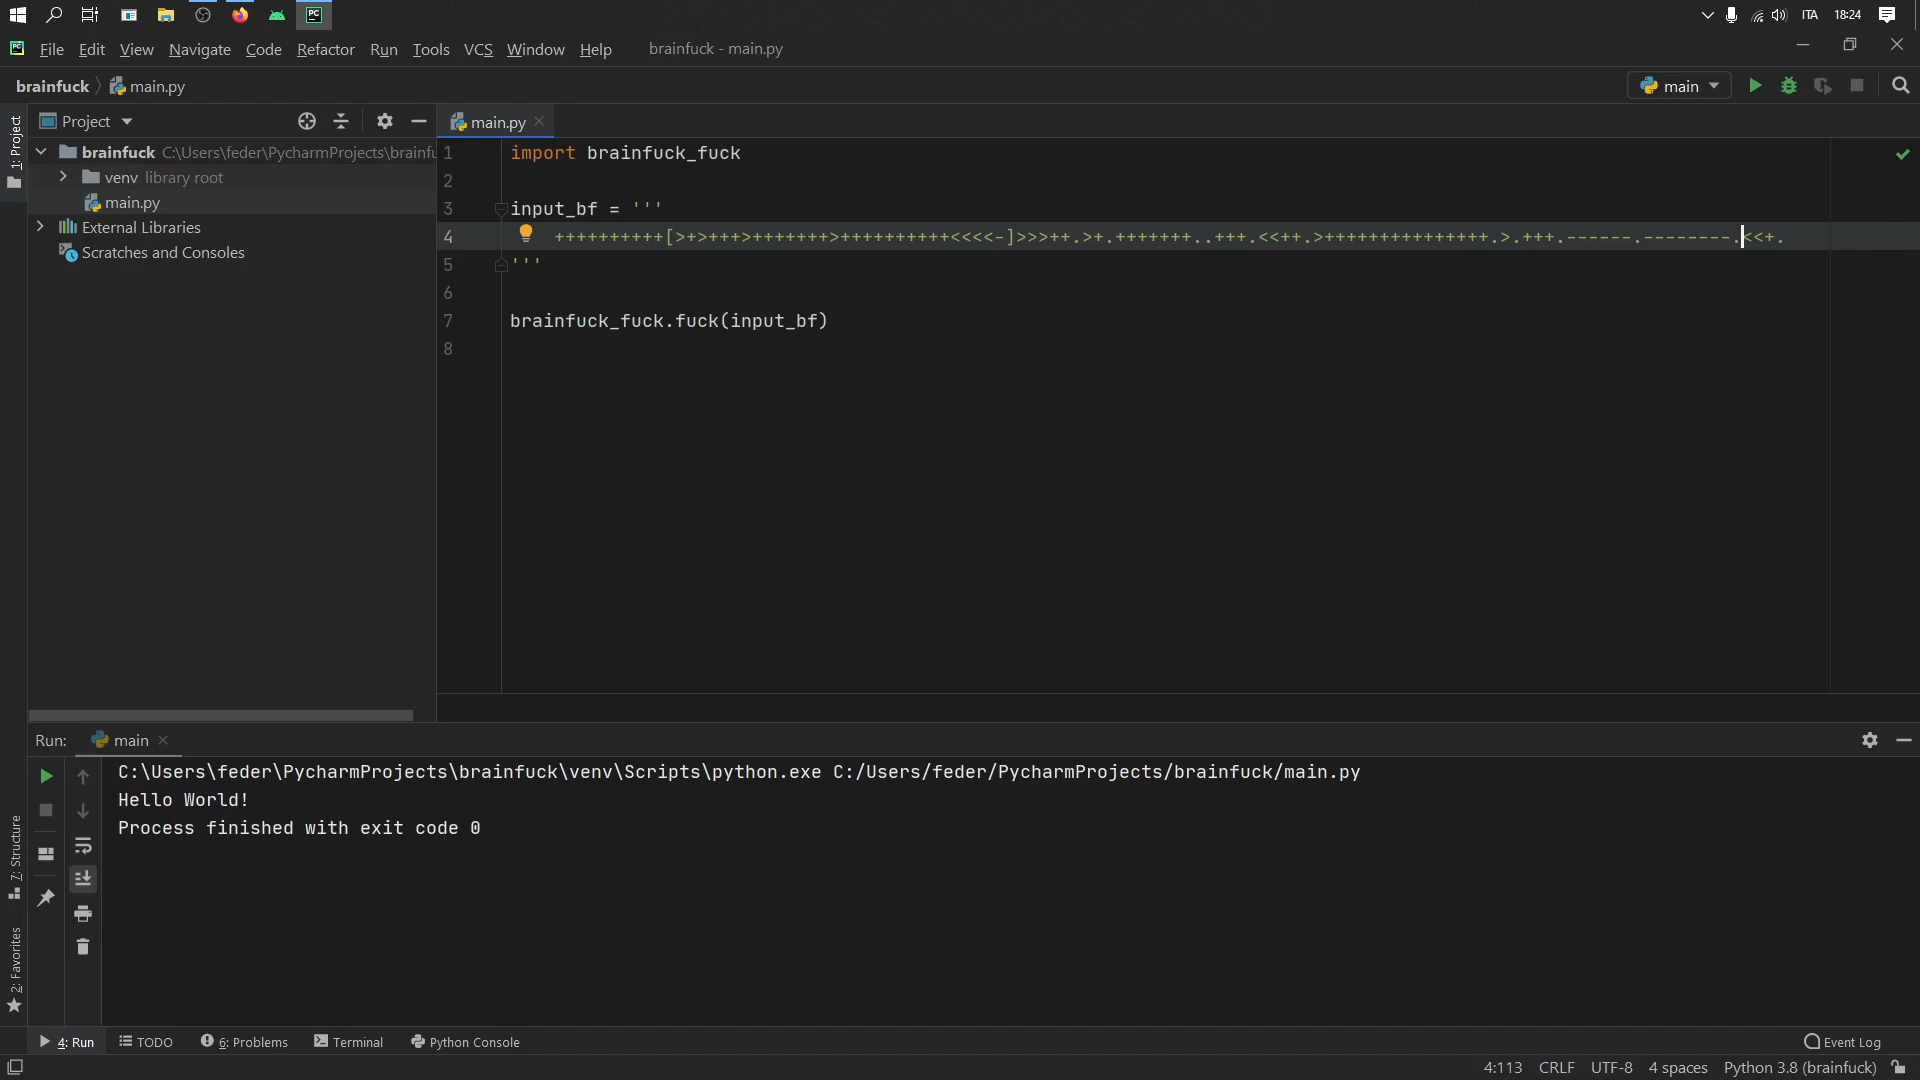 ITA 18:24
File Edit View Navigate Code Refactor Run Tools VCS Window Help brainfuck - main.py
brainfuck main.py main
1: Project
Project
main.py
brainfuck C:\Users\feder\PycharmProjects\brainfu
venv library root
main.py
External Libraries
Scratches and Consoles
1 import brainfuck_fuck
2
3 input_bf = '''
4 ++++++++++[>+>+++>+++++++>++++++++++<<<<-]>>>++.>+.+++++++..+++.<<++.>+++++++++++++++.>.+++.------.--------.<<+.
5 '''
6
7 brainfuck_fuck.fuck(input_bf)
8
Run: main
C:\Users\feder\PycharmProjects\brainfuck\venv\Scripts\python.exe C:/Users/feder/PycharmProjects/brainfuck/main.py
Hello World!
Process finished with exit code 0
7: Structure
2: Favorites
4: Run TODO 6: Problems Terminal Python Console Event Log
4:113 CRLF UTF-8 4 spaces Python 3.8 (brainfuck)